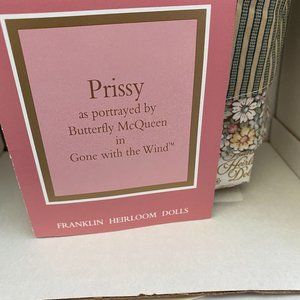 Prissy
as portrayed by
Butterfly McQueen
in
Gone with the Wind™
FRANKLIN HEIRLOOM DOLLS